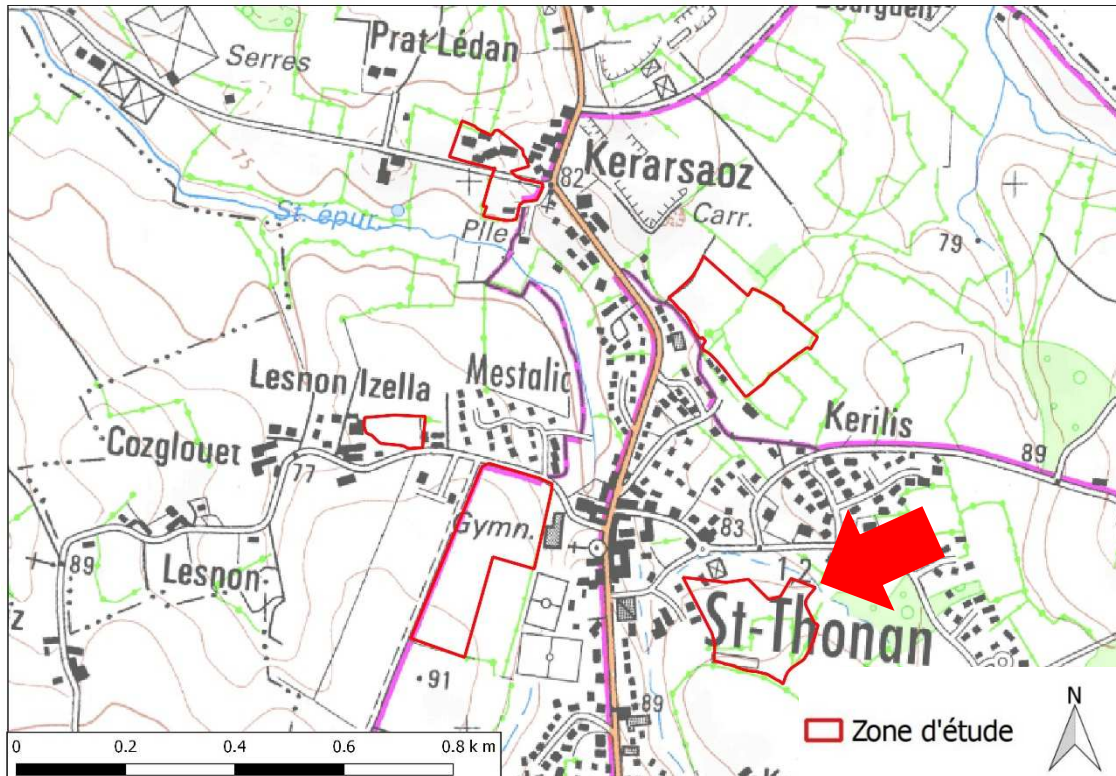 Serres
Prat Lédan
75
Kerarsaoz
82
St. épur.
Plle
Carr.
79
Lesnon Izella
Mestalic
Cozglouet
77
Kerilis
89
Gymn.
83
89
Lesnon
1.2
St-Thonan
91
89
N
Zone d'étude
0 0.2 0.4 0.6 0.8 km